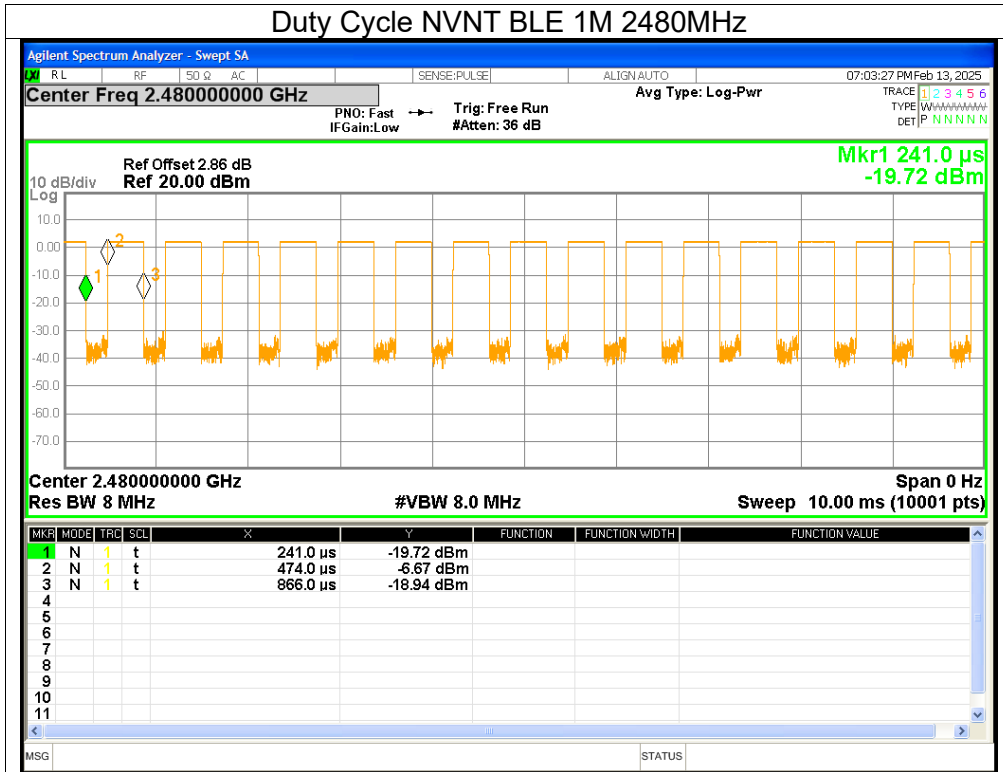 Duty Cycle NVNT BLE 1M 2480MHz
Agilent Spectrum Analyzer - Swept SA
LXI RL RF 50 Ω AC SENSE:PULSE ALIGN AUTO 07:03:27 PM Feb 13, 2025
Center Freq 2.480000000 GHz Avg Type: Log-Pwr TRACE 1 2 3 4 5 6
PNO: Fast Trig: Free Run TYPE WWWWWW
IFGain:Low #Atten: 36 dB DET P N N N N N
Mkr1 241.0 µs
Ref Offset 2.86 dB
10 dB/div Ref 20.00 dBm -19.72 dBm
Log
10.0
0.00
2
-10.0
1
3
-20.0
-30.0
-40.0
-50.0
-60.0
-70.0
Center 2.480000000 GHz Span 0 Hz
Res BW 8 MHz #VBW 8.0 MHz Sweep 10.00 ms (10001 pts)
MKR MODE TRC SCL X Y FUNCTION FUNCTION WIDTH FUNCTION VALUE
1 N 1 t 241.0 µs -19.72 dBm
2 N 1 t 474.0 µs -6.67 dBm
3 N 1 t 866.0 µs -18.94 dBm
4
5
6
7
8
9
10
11
MSG STATUS